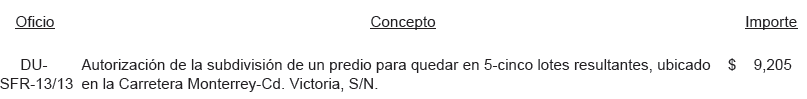 Oficio Concepto Importe
DU- Autorización de la subdivisión de un predio para quedar en 5-cinco lotes resultantes, ubicado $ 9,205
SFR-13/13 en la Carretera Monterrey-Cd. Victoria, S/N.